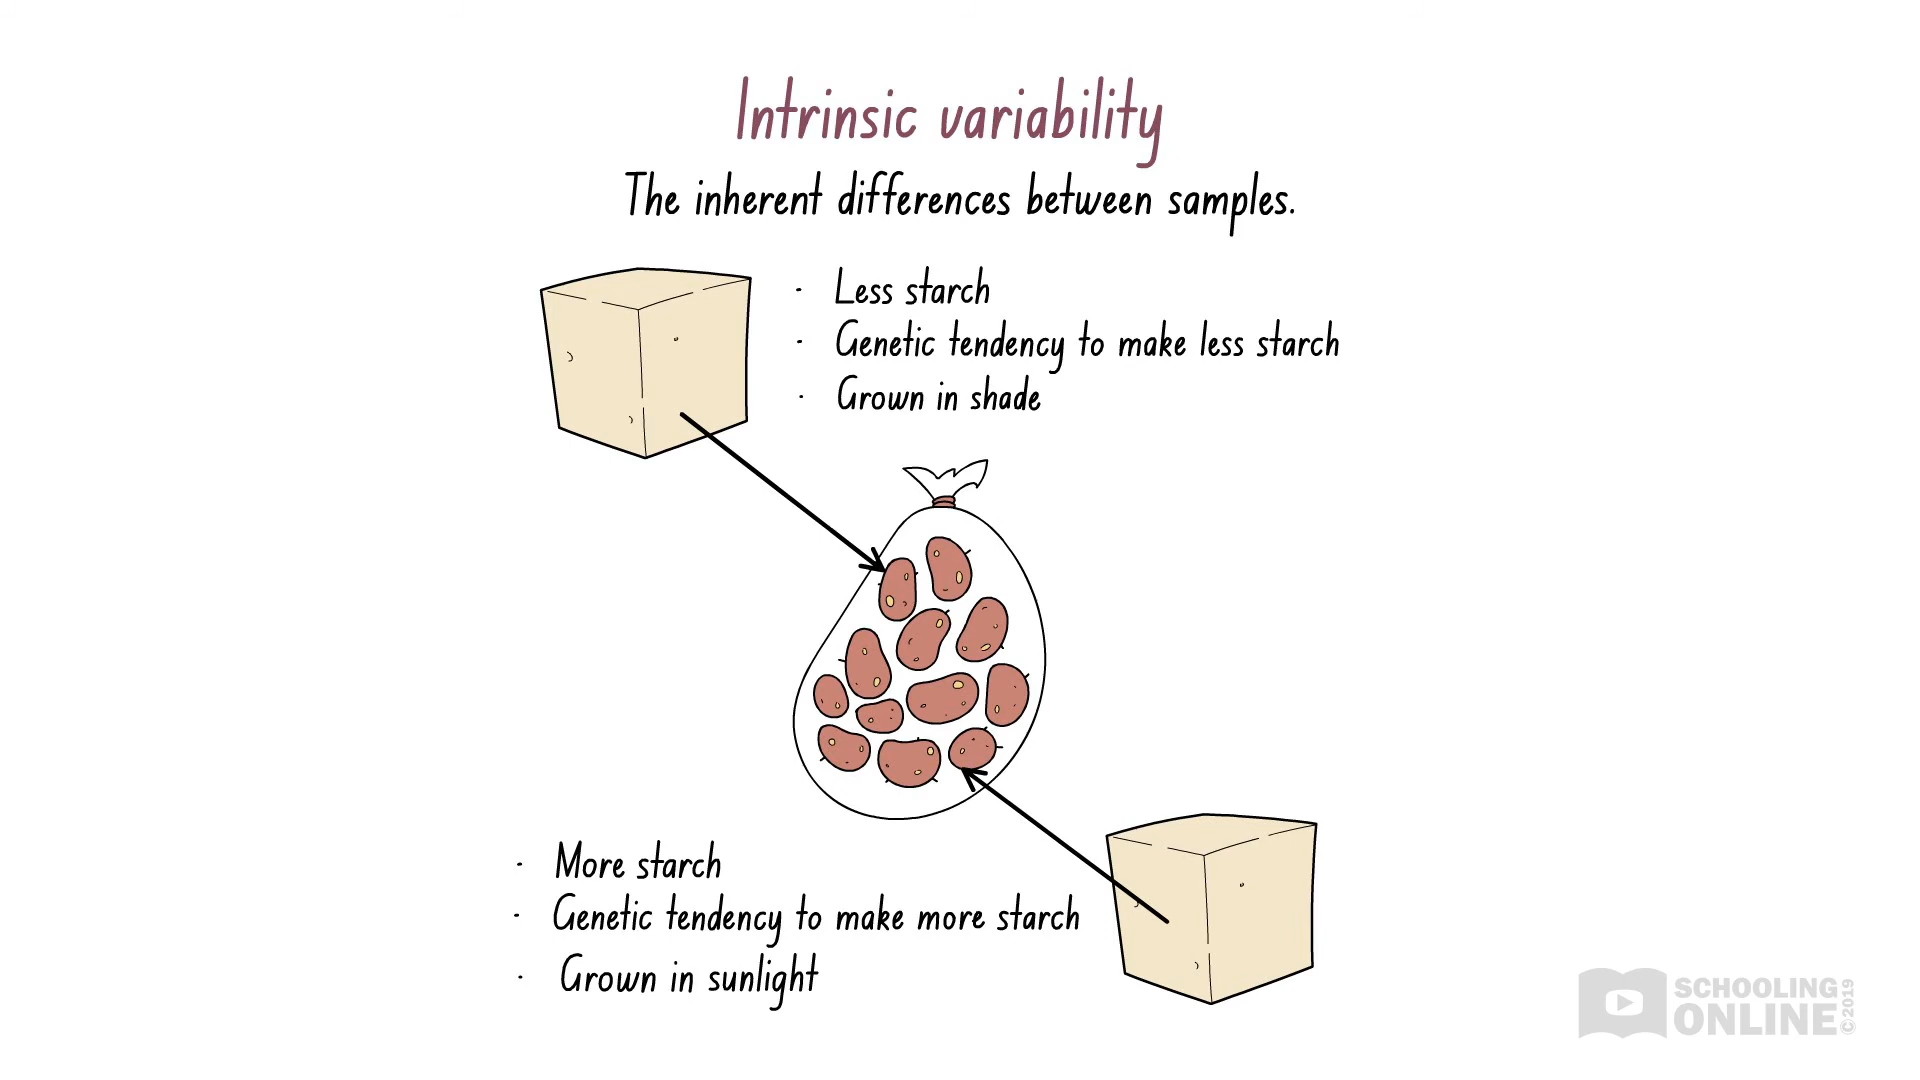 Intrinsic variability
The inherent differences between samples.
· Less starch
· Genetic tendency to make less starch
· Grown in shade
· More starch
· Genetic tendency to make more starch
· Grown in sunlight
SCHOOLING
ONLINE
©2019